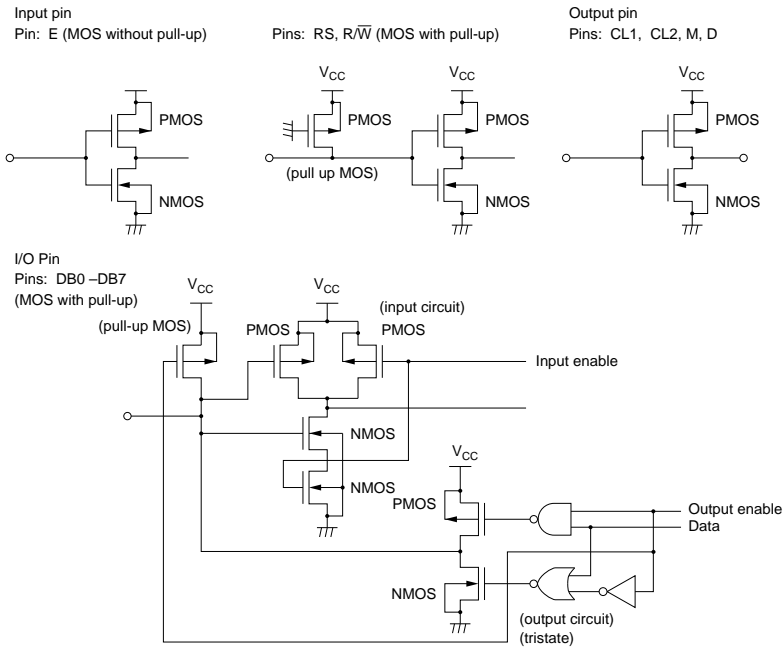 Input pin
Pin: E (MOS without pull-up)
Pins: RS, R/W̅ (MOS with pull-up)
Output pin
Pins: CL1, CL2, M, D
VCC
VCC
VCC
VCC
PMOS
PMOS
PMOS
PMOS
(pull up MOS)
NMOS
NMOS
NMOS
I/O Pin
Pins: DB0 –DB7
(MOS with pull-up)
VCC
VCC
(input circuit)
(pull-up MOS)
PMOS
PMOS
Input enable
NMOS
VCC
NMOS
PMOS
Output enable
Data
NMOS
(output circuit)
(tristate)